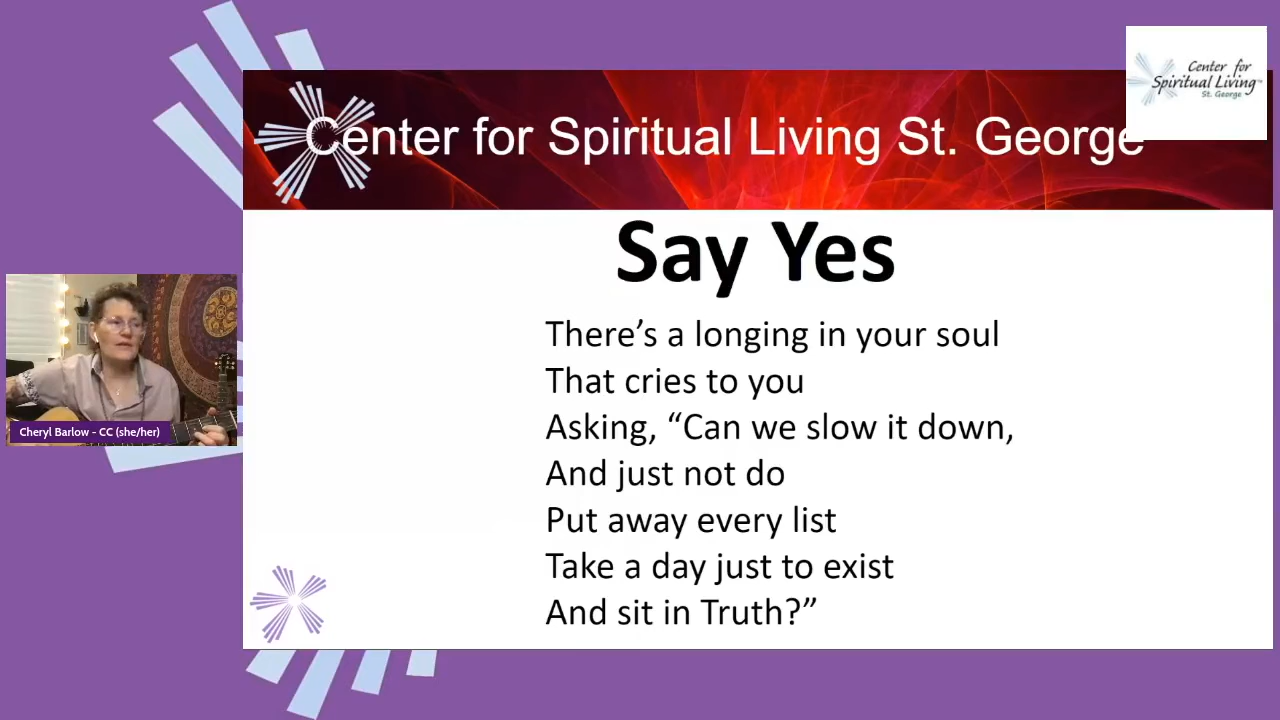 Center for
Spiritual Living
St. George
Center for Spiritual Living St. George
Say Yes
There’s a longing in your soul
That cries to you
Asking, “Can we slow it down,
And just not do
Put away every list
Take a day just to exist
And sit in Truth?”
Cheryl Barlow - CC (she/her)